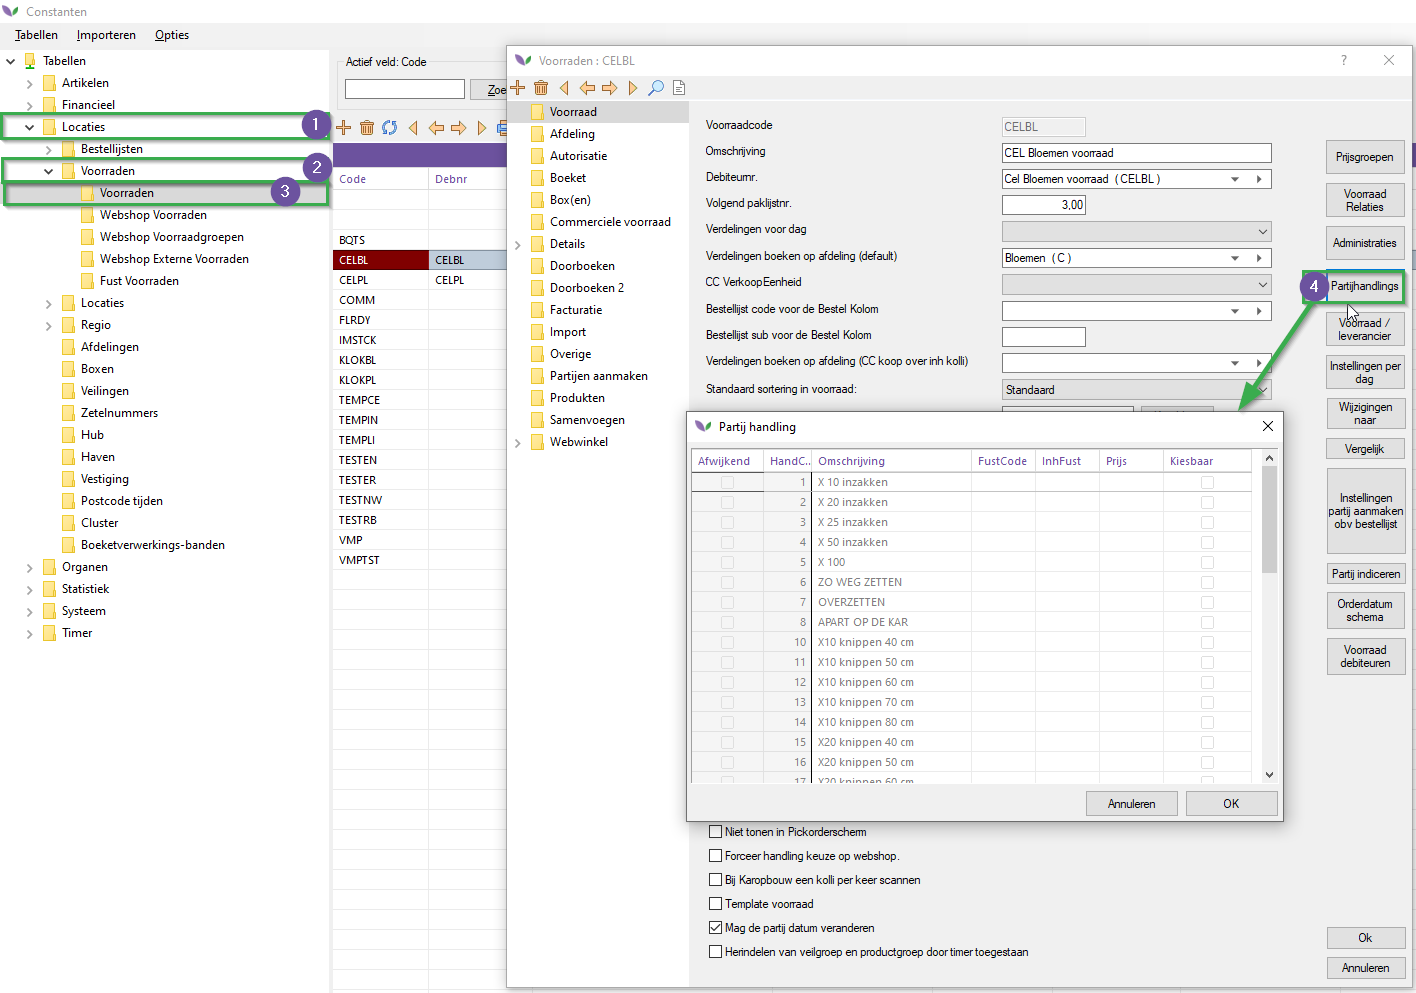 Constanten
Tabellen Importeren Opties
Tabellen
Artikelen
Financieel
Locaties
1
Bestellijsten
Voorraden
2
Voorraden
3
Webshop Voorraden
Webshop Voorraadgroepen
Webshop Externe Voorraden
Fust Voorraden
Locaties
Regio
Afdelingen
Boxen
Veilingen
Zetelnummers
Hub
Haven
Vestiging
Postcode tijden
Cluster
Boeketverwerkings-banden
Organen
Statistiek
Systeem
Timer
Actief veld: Code
Zoe
Code Debnr
BQTS
CELBL CELBL
CELPL CELPL
COMM
FLRDY
IMSTCK
KLOKBL
KLOKPL
TEMPCE
TEMPIN
TEMPLI
TESTEN
TESTER
TESTNW
TESTRB
VMP
VMPTST
Voorraden : CELBL
?
Voorraad
Afdeling
Autorisatie
Boeket
Box(en)
Commerciele voorraad
Details
Doorboeken
Doorboeken 2
Facturatie
Import
Overige
Partijen aanmaken
Produkten
Samenvoegen
Webwinkel
Voorraadcode CELBL
Omschrijving CEL Bloemen voorraad
Debiteurnr. Cel Bloemen voorraad ( CELBL )
Volgend paklijstnr. 3,00
Verdelingen voor dag
Verdelingen boeken op afdeling (default) Bloemen ( C )
CC VerkoopEenheid
Bestellijst code voor de Bestel Kolom
Bestellijst sub voor de Bestel Kolom
Verdelingen boeken op afdeling (CC koop over inh kolli)
Standaard sortering in voorraad: Standaard
Prijsgroepen
Voorraad
Relaties
Administraties
4
Partijhandlings
Voorraad /
leverancier
Instellingen per
dag
Wijzigingen
naar
Vergelijk
Instellingen
partij aanmaken
obv bestellijst
Partij indiceren
Orderdatum
schema
Voorraad
debiteuren
Partij handling
Afwijkend HandC.. Omschrijving FustCode InhFust Prijs Kiesbaar
1 X 10 inzakken
2 X 20 inzakken
3 X 25 inzakken
4 X 50 inzakken
5 X 100
6 ZO WEG ZETTEN
7 OVERZETTEN
8 APART OP DE KAR
10 X10 knippen 40 cm
11 X10 knippen 50 cm
12 X10 knippen 60 cm
13 X10 knippen 70 cm
14 X10 knippen 80 cm
15 X20 knippen 40 cm
16 X20 knippen 50 cm
17 X20 knippen 60 cm
Annuleren OK
Niet tonen in Pickorderscherm
Forceer handling keuze op webshop.
Bij Karopbouw een kolli per keer scannen
Template voorraad
Mag de partij datum veranderen
Herindelen van veilgroep en productgroep door timer toegestaan
Ok
Annuleren